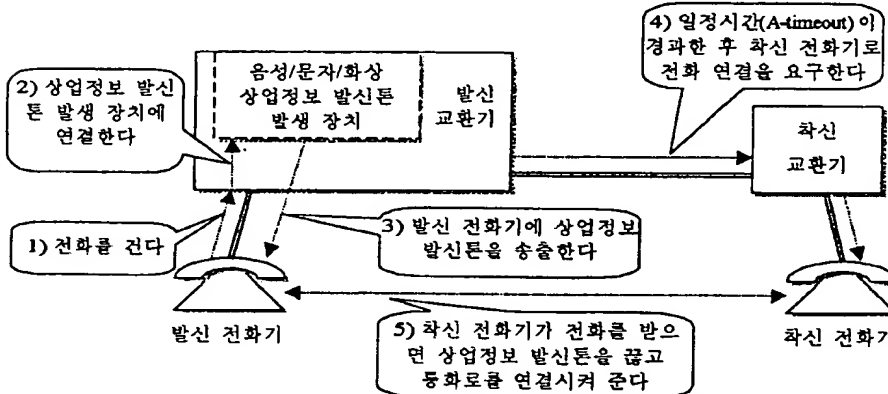 4) 일정시간(A-timeout)이
경과한 후 착신 전화기로
전화 연결을 요구한다
2) 상업정보 발신
톤 발생 장치에
연결한다
음성/문자/화상
상업정보 발신톤
발생 장치
발신
교환기
착신
교환기
1) 전화를 건다
3) 발신 전화기에 상업정보
발신톤을 송출한다
발신 전화기
5) 착신 전화기가 전화를 받으
면 상업정보 발신톤을 끊고
통화로를 연결시켜 준다
착신 전화기